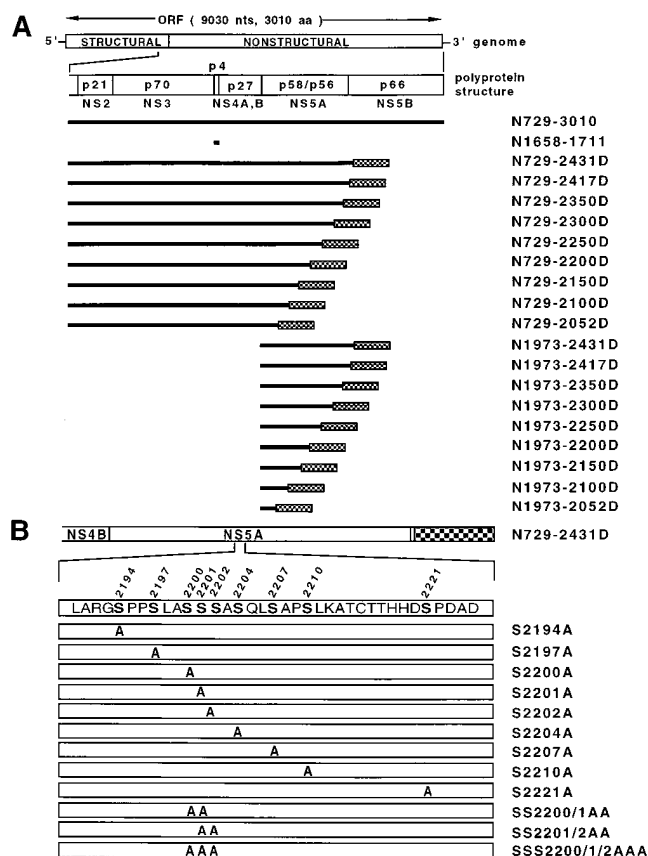 A
ORF ( 9030 nts, 3010 aa )
5'- STRUCTURAL NONSTRUCTURAL -3' genome
p4
p21 p70 p27 p58/p56 p66 polyprotein structure
NS2 NS3 NS4A,B NS5A NS5B
N729-3010
N1658-1711
N729-2431D
N729-2417D
N729-2350D
N729-2300D
N729-2250D
N729-2200D
N729-2150D
N729-2100D
N729-2052D
N1973-2431D
N1973-2417D
N1973-2350D
N1973-2300D
N1973-2250D
N1973-2200D
N1973-2150D
N1973-2100D
N1973-2052D
B
NS4B NS5A N729-2431D
2194 2197 2200 2201 2202 2204 2207 2210 2221
LARGSPPSLASSSASQLSAPSLKATCTTHHDSPDAD
A S2194A
A S2197A
A S2200A
A S2201A
A S2202A
A S2204A
A S2207A
A S2210A
A S2221A
AA SS2200/1AA
AA SS2201/2AA
AAA SSS2200/1/2AAA